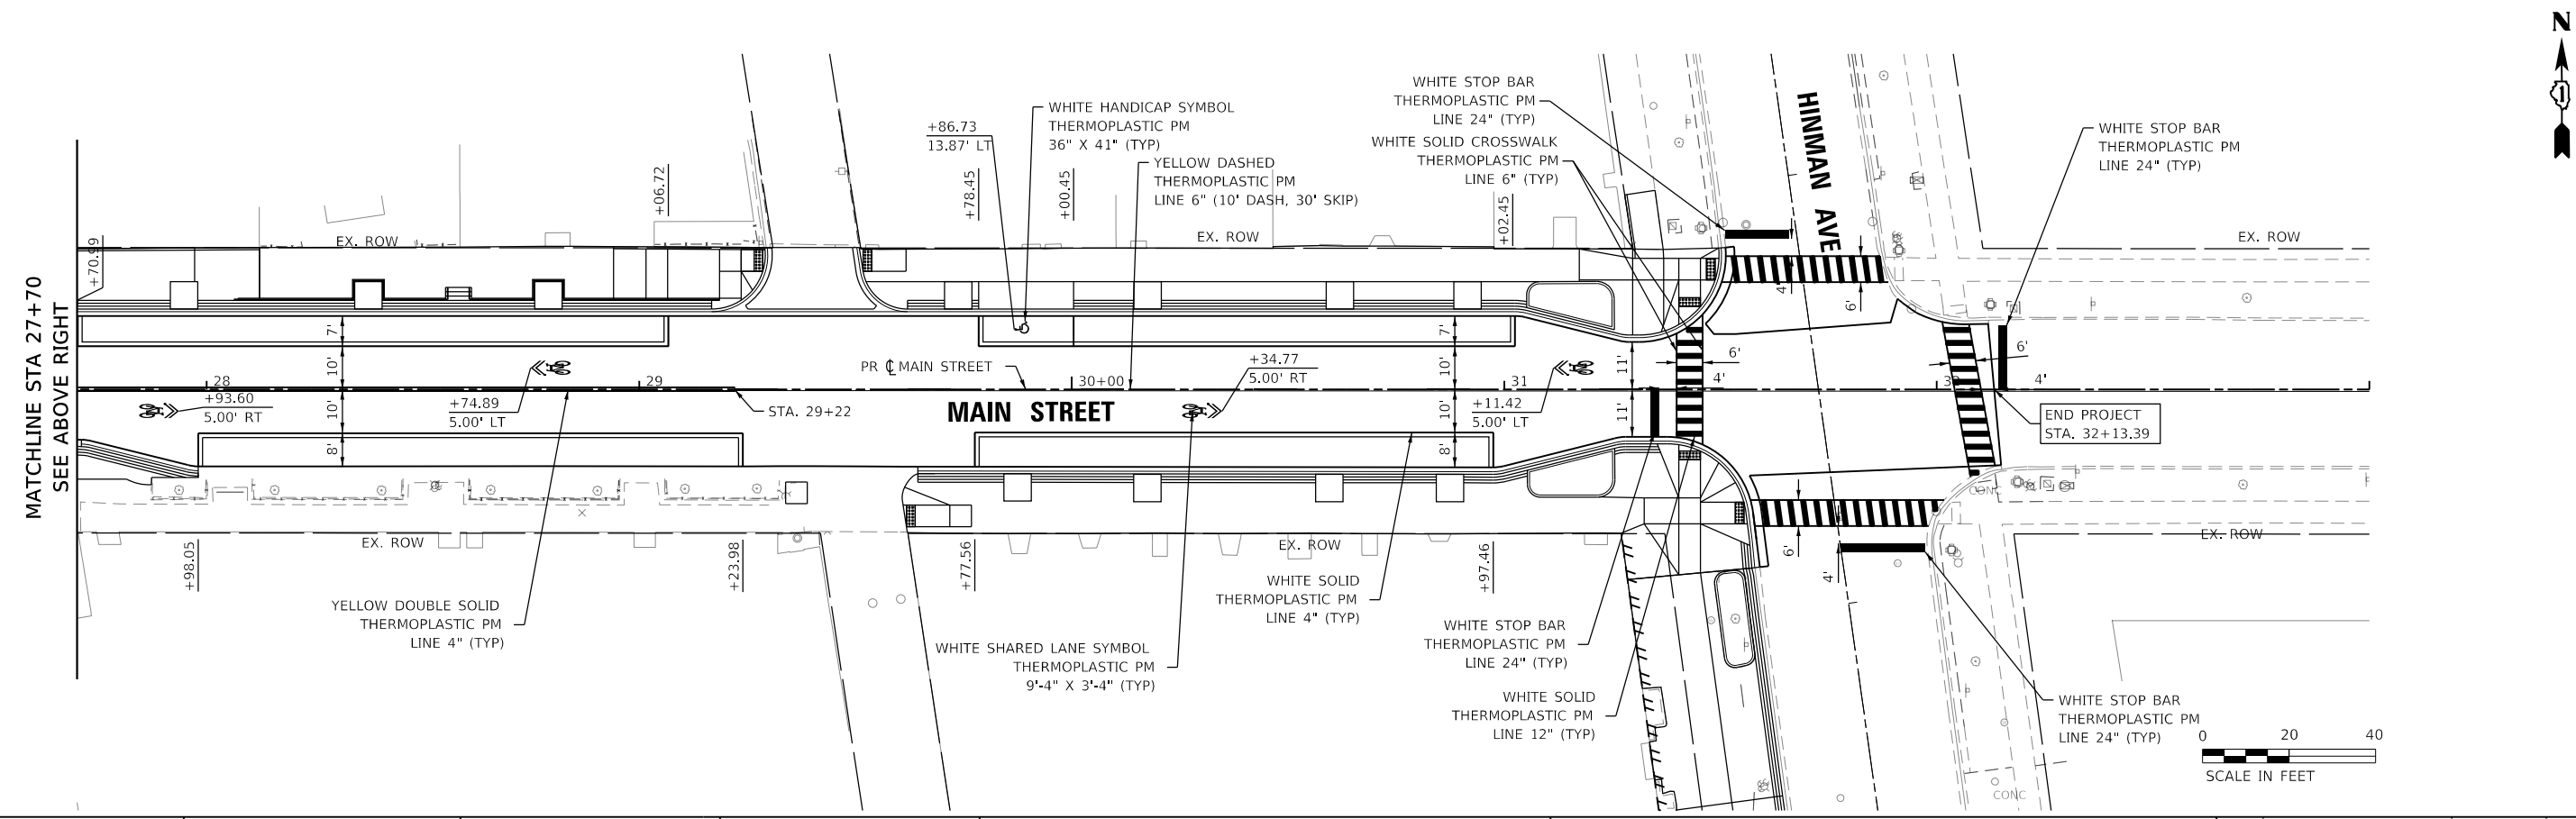 N
WHITE STOP BAR
THERMOPLASTIC PM
LINE 24" (TYP)
WHITE SOLID CROSSWALK
THERMOPLASTIC PM
LINE 6" (TYP)
HINMAN AVE
WHITE STOP BAR
THERMOPLASTIC PM
LINE 24" (TYP)
WHITE HANDICAP SYMBOL
THERMOPLASTIC PM
36" X 41" (TYP)
+86.73
13.87' LT
YELLOW DASHED
THERMOPLASTIC PM
LINE 6" (10' DASH, 30' SKIP)
+06.72
+78.45
+00.45
+02.45
+70.99
EX. ROW
EX. ROW
EX. ROW
MATCHLINE STA 27+70
SEE ABOVE RIGHT
4'
6'
7'
7'
10'
10'
11'
6'
6'
PR ℄ MAIN STREET
+34.77
5.00' RT
28
29
30+00
31
4'
4'
+93.60
5.00' RT
+74.89
5.00' LT
STA. 29+22
MAIN STREET
+11.42
5.00' LT
END PROJECT
STA. 32+13.39
10'
10'
11'
8'
8'
CONC
EX. ROW
EX. ROW
EX. ROW
6'
4'
+98.05
+23.98
+77.56
+97.46
YELLOW DOUBLE SOLID
THERMOPLASTIC PM
LINE 4" (TYP)
WHITE SOLID
THERMOPLASTIC PM
LINE 4" (TYP)
WHITE SHARED LANE SYMBOL
THERMOPLASTIC PM
9'-4" X 3'-4" (TYP)
WHITE STOP BAR
THERMOPLASTIC PM
LINE 24" (TYP)
WHITE SOLID
THERMOPLASTIC PM
LINE 12" (TYP)
WHITE STOP BAR
THERMOPLASTIC PM
LINE 24" (TYP)
0 20 40
SCALE IN FEET
CONC